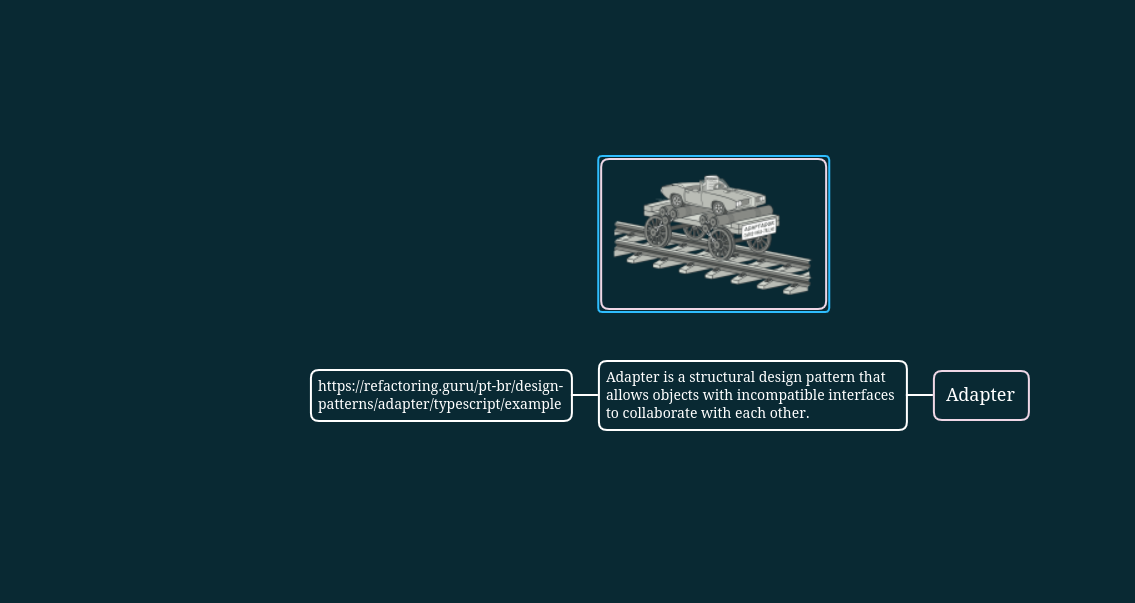 ADAPTADOR
https://refactoring.guru/pt-br/design-
patterns/adapter/typescript/example
Adapter is a structural design pattern that
allows objects with incompatible interfaces
to collaborate with each other.
Adapter